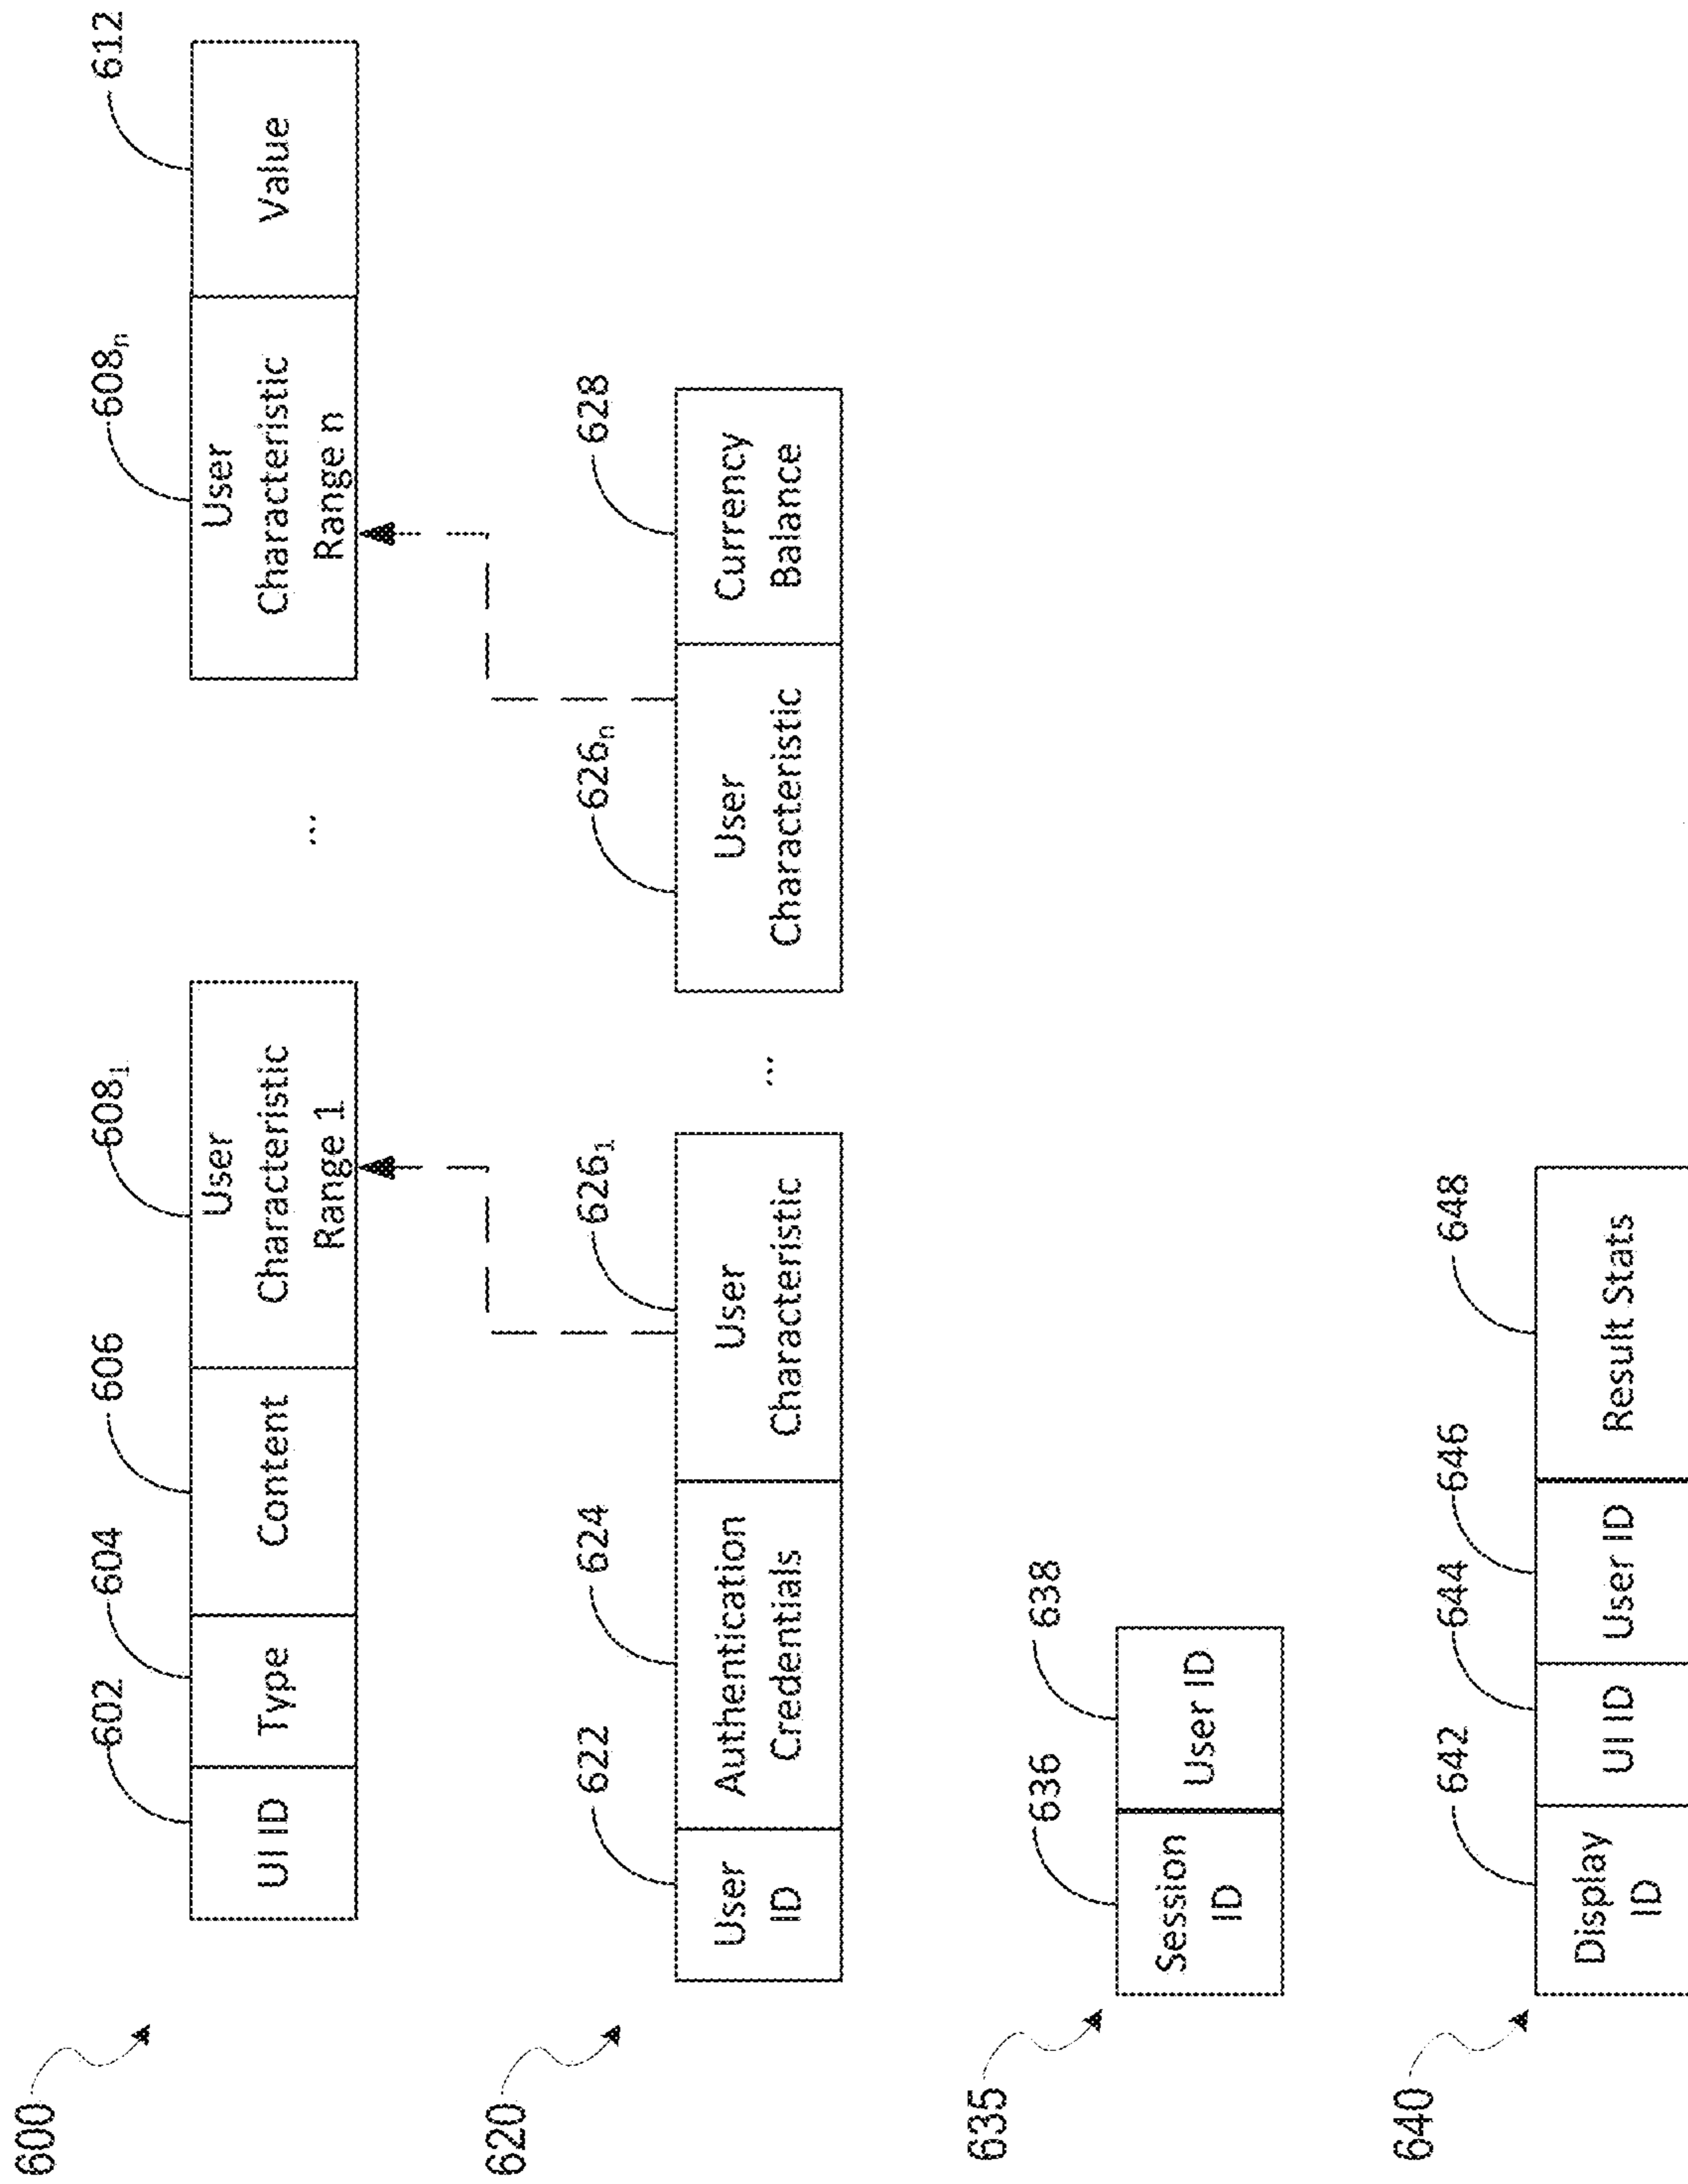 600
602
604
606
608₁
608ₙ
612
UI ID
Type
Content
User
Characteristic
Range 1
...
User
Characteristic
Range n
Value
620
622
624
626₁
626ₙ
628
User
ID
Authentication
Credentials
User
Characteristic
...
User
Characteristic
Currency
Balance
635
636
638
Session
ID
User ID
640
642
644
646
648
Display
ID
UI ID
User ID
Result Stats